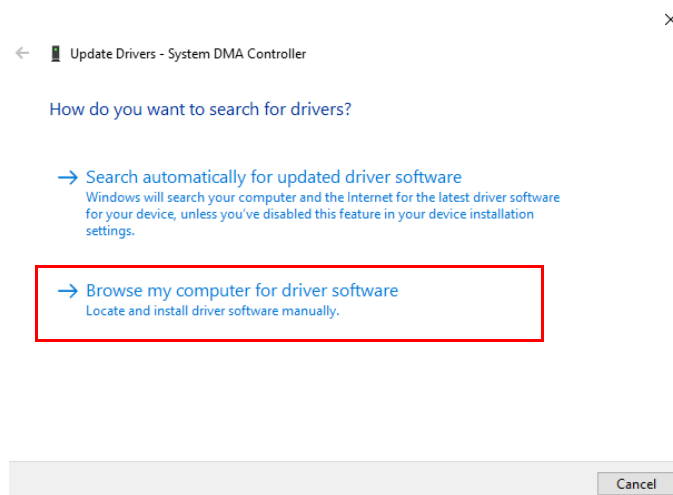 Update Drivers - System DMA Controller
How do you want to search for drivers?
Search automatically for updated driver software
Windows will search your computer and the Internet for the latest driver software
for your device, unless you've disabled this feature in your device installation
settings.
Browse my computer for driver software
Locate and install driver software manually.
Cancel